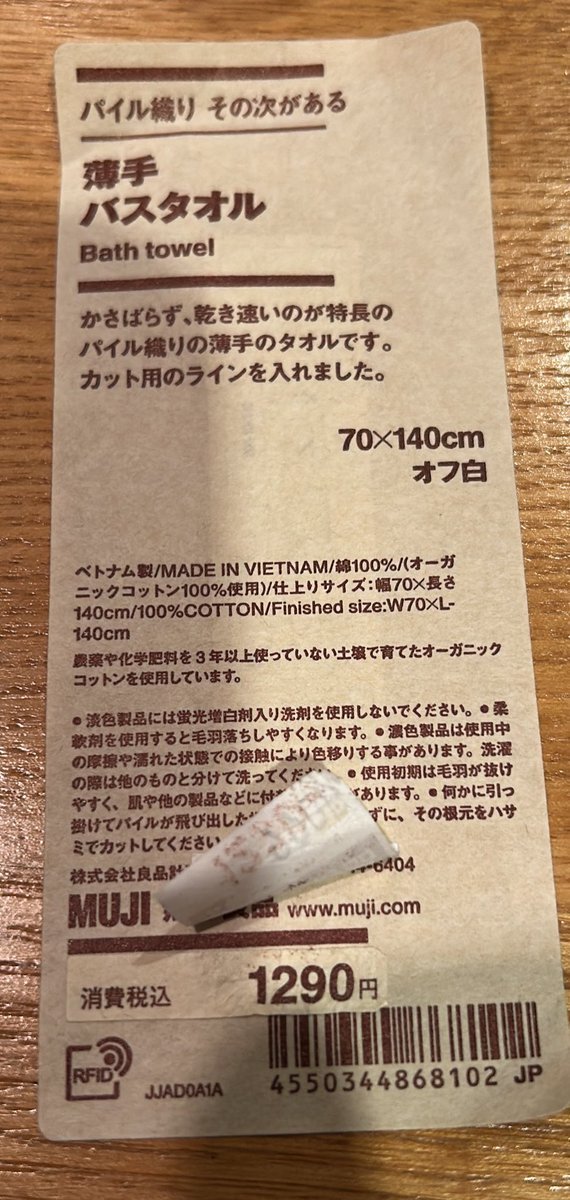 パイル織り その次がある
薄手
バスタオル
Bath towel
かさばらず、乾き速いのが特長の
パイル織りの薄手のタオルです。
カット用のラインを入れました。
70×140cm
オフ白
ベトナム製/MADE IN VIETNAM/綿100%/(オーガ
ニックコットン100%使用)/仕上りサイズ:幅70×長さ
140cm/100%COTTON/Finished size:W70×L-
140cm
農薬や化学肥料を3年以上使っていない土壌で育てたオーガニック
コットンを使用しています。
●淡色製品には蛍光増白剤入り洗剤を使用しないでください。●柔
軟剤を使用すると毛羽落ちしやすくなります。●濃色製品は使用中
の摩擦や濡れた状態での接触により色移りする事があります。洗濯
の際は他のものと分けて洗ってくださ ●使用初期は毛羽が抜け
やすく、肌や他の製品などに付 があります。●何かに引っ
掛けてパイルが飛び出した ずに、その根元をハサ
ミでカットしてください
株式会社良品計 -6404
MUJI 良品 www.muji.com
消費税込 1290円
RFID JJAD0A1A
4550344868102 JP